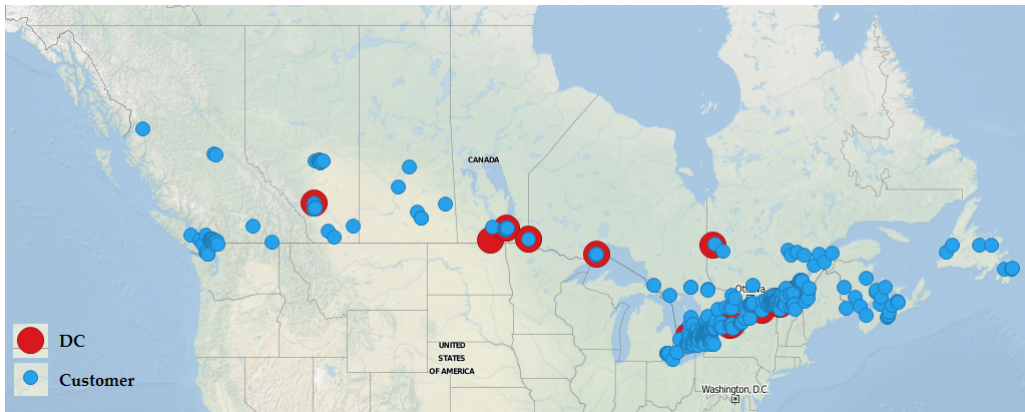 CANADA
Ottawa
UNITED
STATES
OF AMERICA
Washington, D.C.
DC
Customer